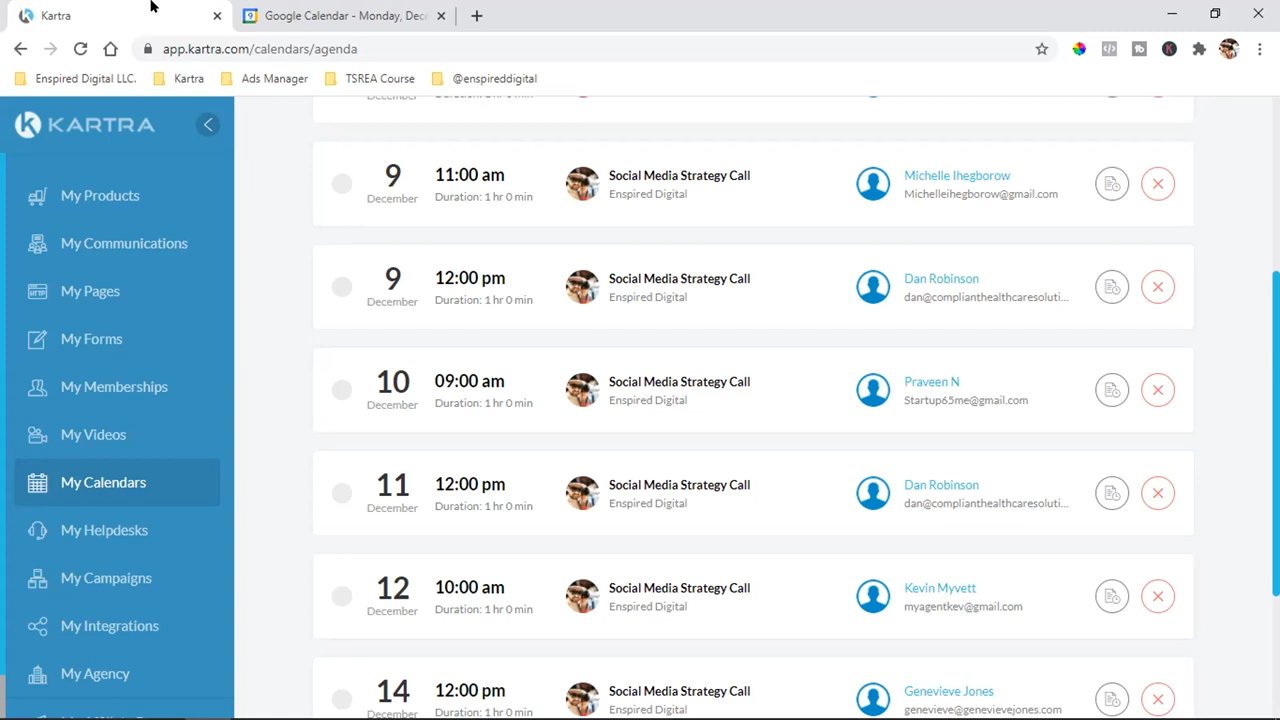 Kartra
Google Calendar - Monday, Dec
app.kartra.com/calendars/agenda
Enspired Digital LLC.
Kartra
Ads Manager
TSREA Course
@enspireddigital
KARTRA
My Products
My Communications
My Pages
My Forms
My Memberships
My Videos
My Calendars
My Helpdesks
My Campaigns
My Integrations
My Agency
December
9
December
11:00 am
Duration: 1 hr 0 min
Social Media Strategy Call
Enspired Digital
Michelle Ihegborow
Michelleihegborow@gmail.com
9
December
12:00 pm
Duration: 1 hr 0 min
Social Media Strategy Call
Enspired Digital
Dan Robinson
dan@complianthealthcaresoluti...
10
December
09:00 am
Duration: 1 hr 0 min
Social Media Strategy Call
Enspired Digital
Praveen N
Startup65me@gmail.com
11
December
12:00 pm
Duration: 1 hr 0 min
Social Media Strategy Call
Enspired Digital
Dan Robinson
dan@complianthealthcaresoluti...
12
December
10:00 am
Duration: 1 hr 0 min
Social Media Strategy Call
Enspired Digital
Kevin Myvett
myagentkev@gmail.com
14
December
12:00 pm
Duration: 1 hr 0 min
Social Media Strategy Call
Enspired Digital
Genevieve Jones
genevieve@genevievejones.com